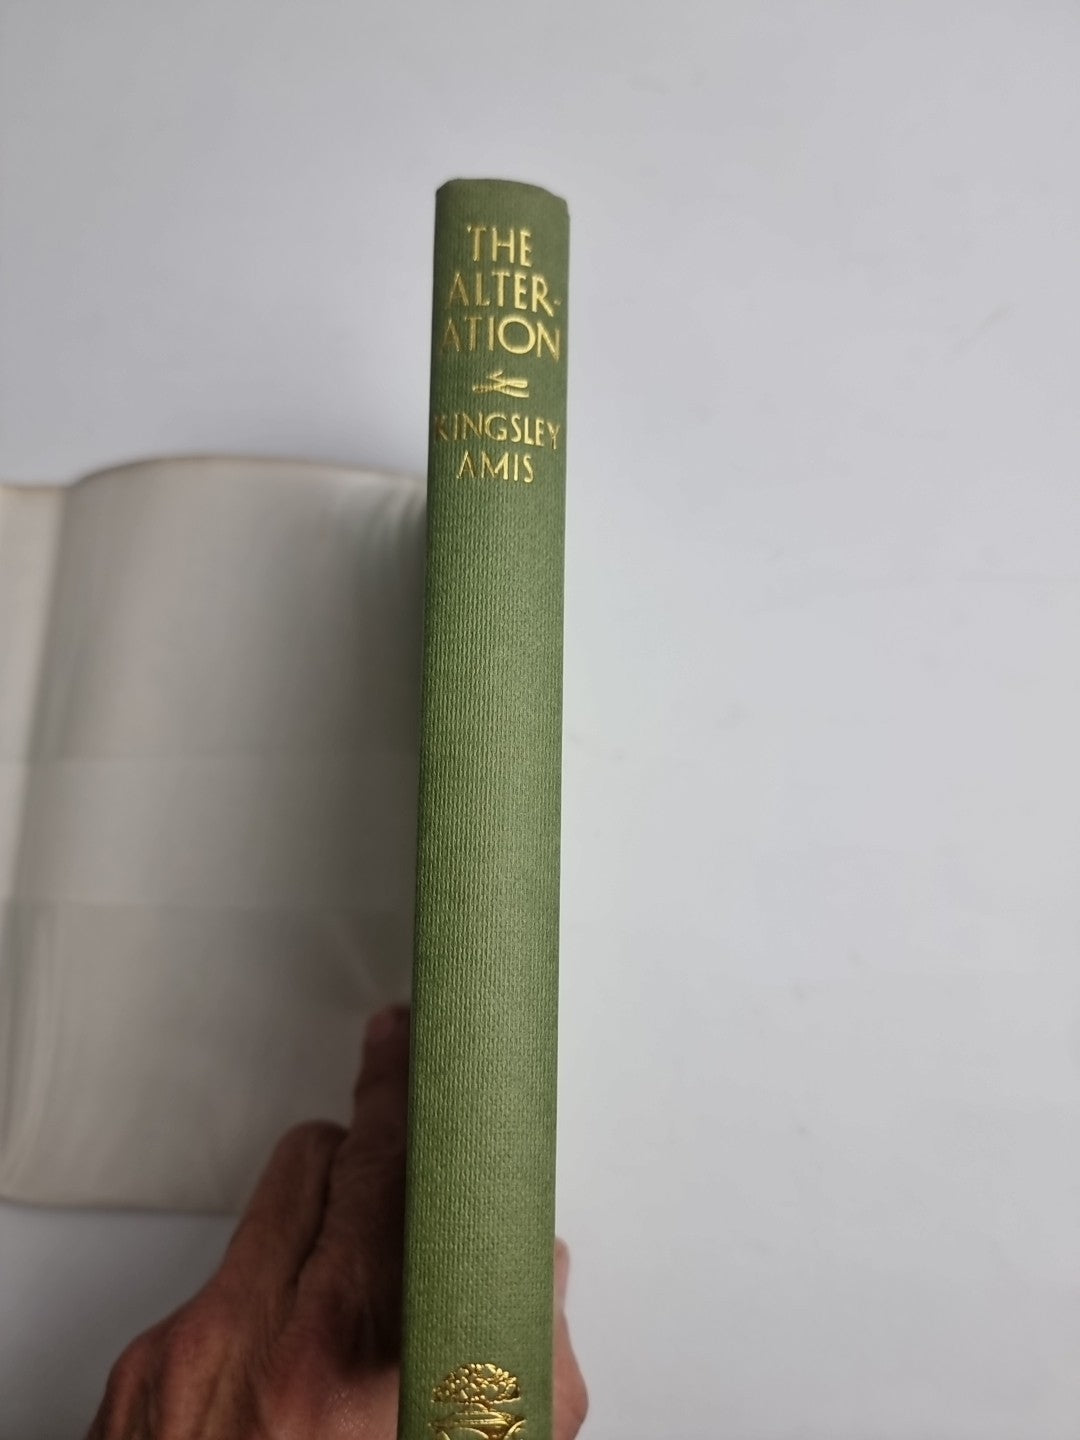 THE
ALTER-
ATION
KINGSLEY
AMIS